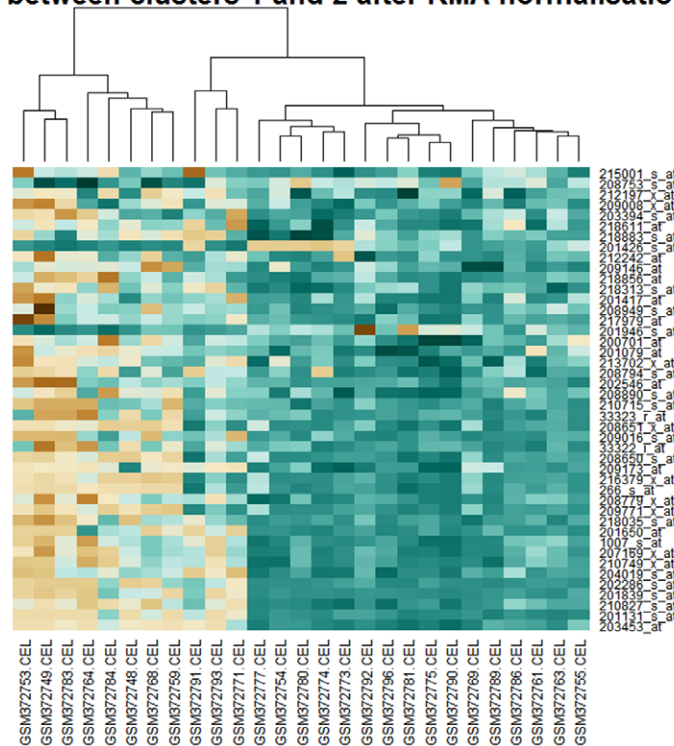 between clusters 1 and 2 after RMA normalisatio
215001_s_at
208753_s_at
212197_x_at
209008_x_at
203394_s_at
218611_at
218883_s_at
201426_s_at
212242_at
209146_at
218856_at
218313_s_at
201417_at
208949_s_at
217979_at
201946_s_at
200701_at
201079_at
213702_x_at
208794_s_at
202546_at
208890_s_at
210715_s_at
33323_r_at
208651_x_at
209016_s_at
33322_i_at
208650_s_at
209173_at
216379_x_at
266_s_at
208779_x_at
209771_x_at
218035_s_at
201650_at
1007_s_at
207169_x_at
210749_x_at
204019_s_at
202286_s_at
201839_s_at
210827_s_at
201131_s_at
203453_at
GSM372753.CEL
GSM372749.CEL
GSM372783.CEL
GSM372764.CEL
GSM372784.CEL
GSM372748.CEL
GSM372768.CEL
GSM372759.CEL
GSM372791.CEL
GSM372793.CEL
GSM372771.CEL
GSM372777.CEL
GSM372754.CEL
GSM372780.CEL
GSM372774.CEL
GSM372773.CEL
GSM372792.CEL
GSM372796.CEL
GSM372781.CEL
GSM372775.CEL
GSM372790.CEL
GSM372769.CEL
GSM372789.CEL
GSM372786.CEL
GSM372761.CEL
GSM372763.CEL
GSM372755.CEL